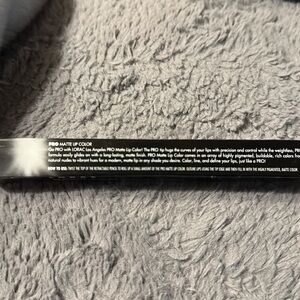 PRO MATTE LIP COLOR
Go PRO with LORAC Los Angeles PRO Matte Lip Color! The PRO tip hugs the curves of your lips with precision and control while the weightless, PRO
formula easily glides on with a long-lasting, matte finish. PRO Matte Lip Color comes in an array of highly pigmented, buildable, rich colors from
natural nudes to vibrant hues for a modern, matte lip in any shade you desire. Color, line, and define your lips, just like a PRO!
HOW TO USE: TWIST THE TOP OF THE RETRACTABLE PENCIL TO REVEAL A SMALL AMOUNT OF THE PRO MATTE LIP COLOR. OUTLINE LIPS USING THE TIP EDGE AND THEN FILL IN WITH THE HIGHLY PIGMENTED, MATTE COLOR.